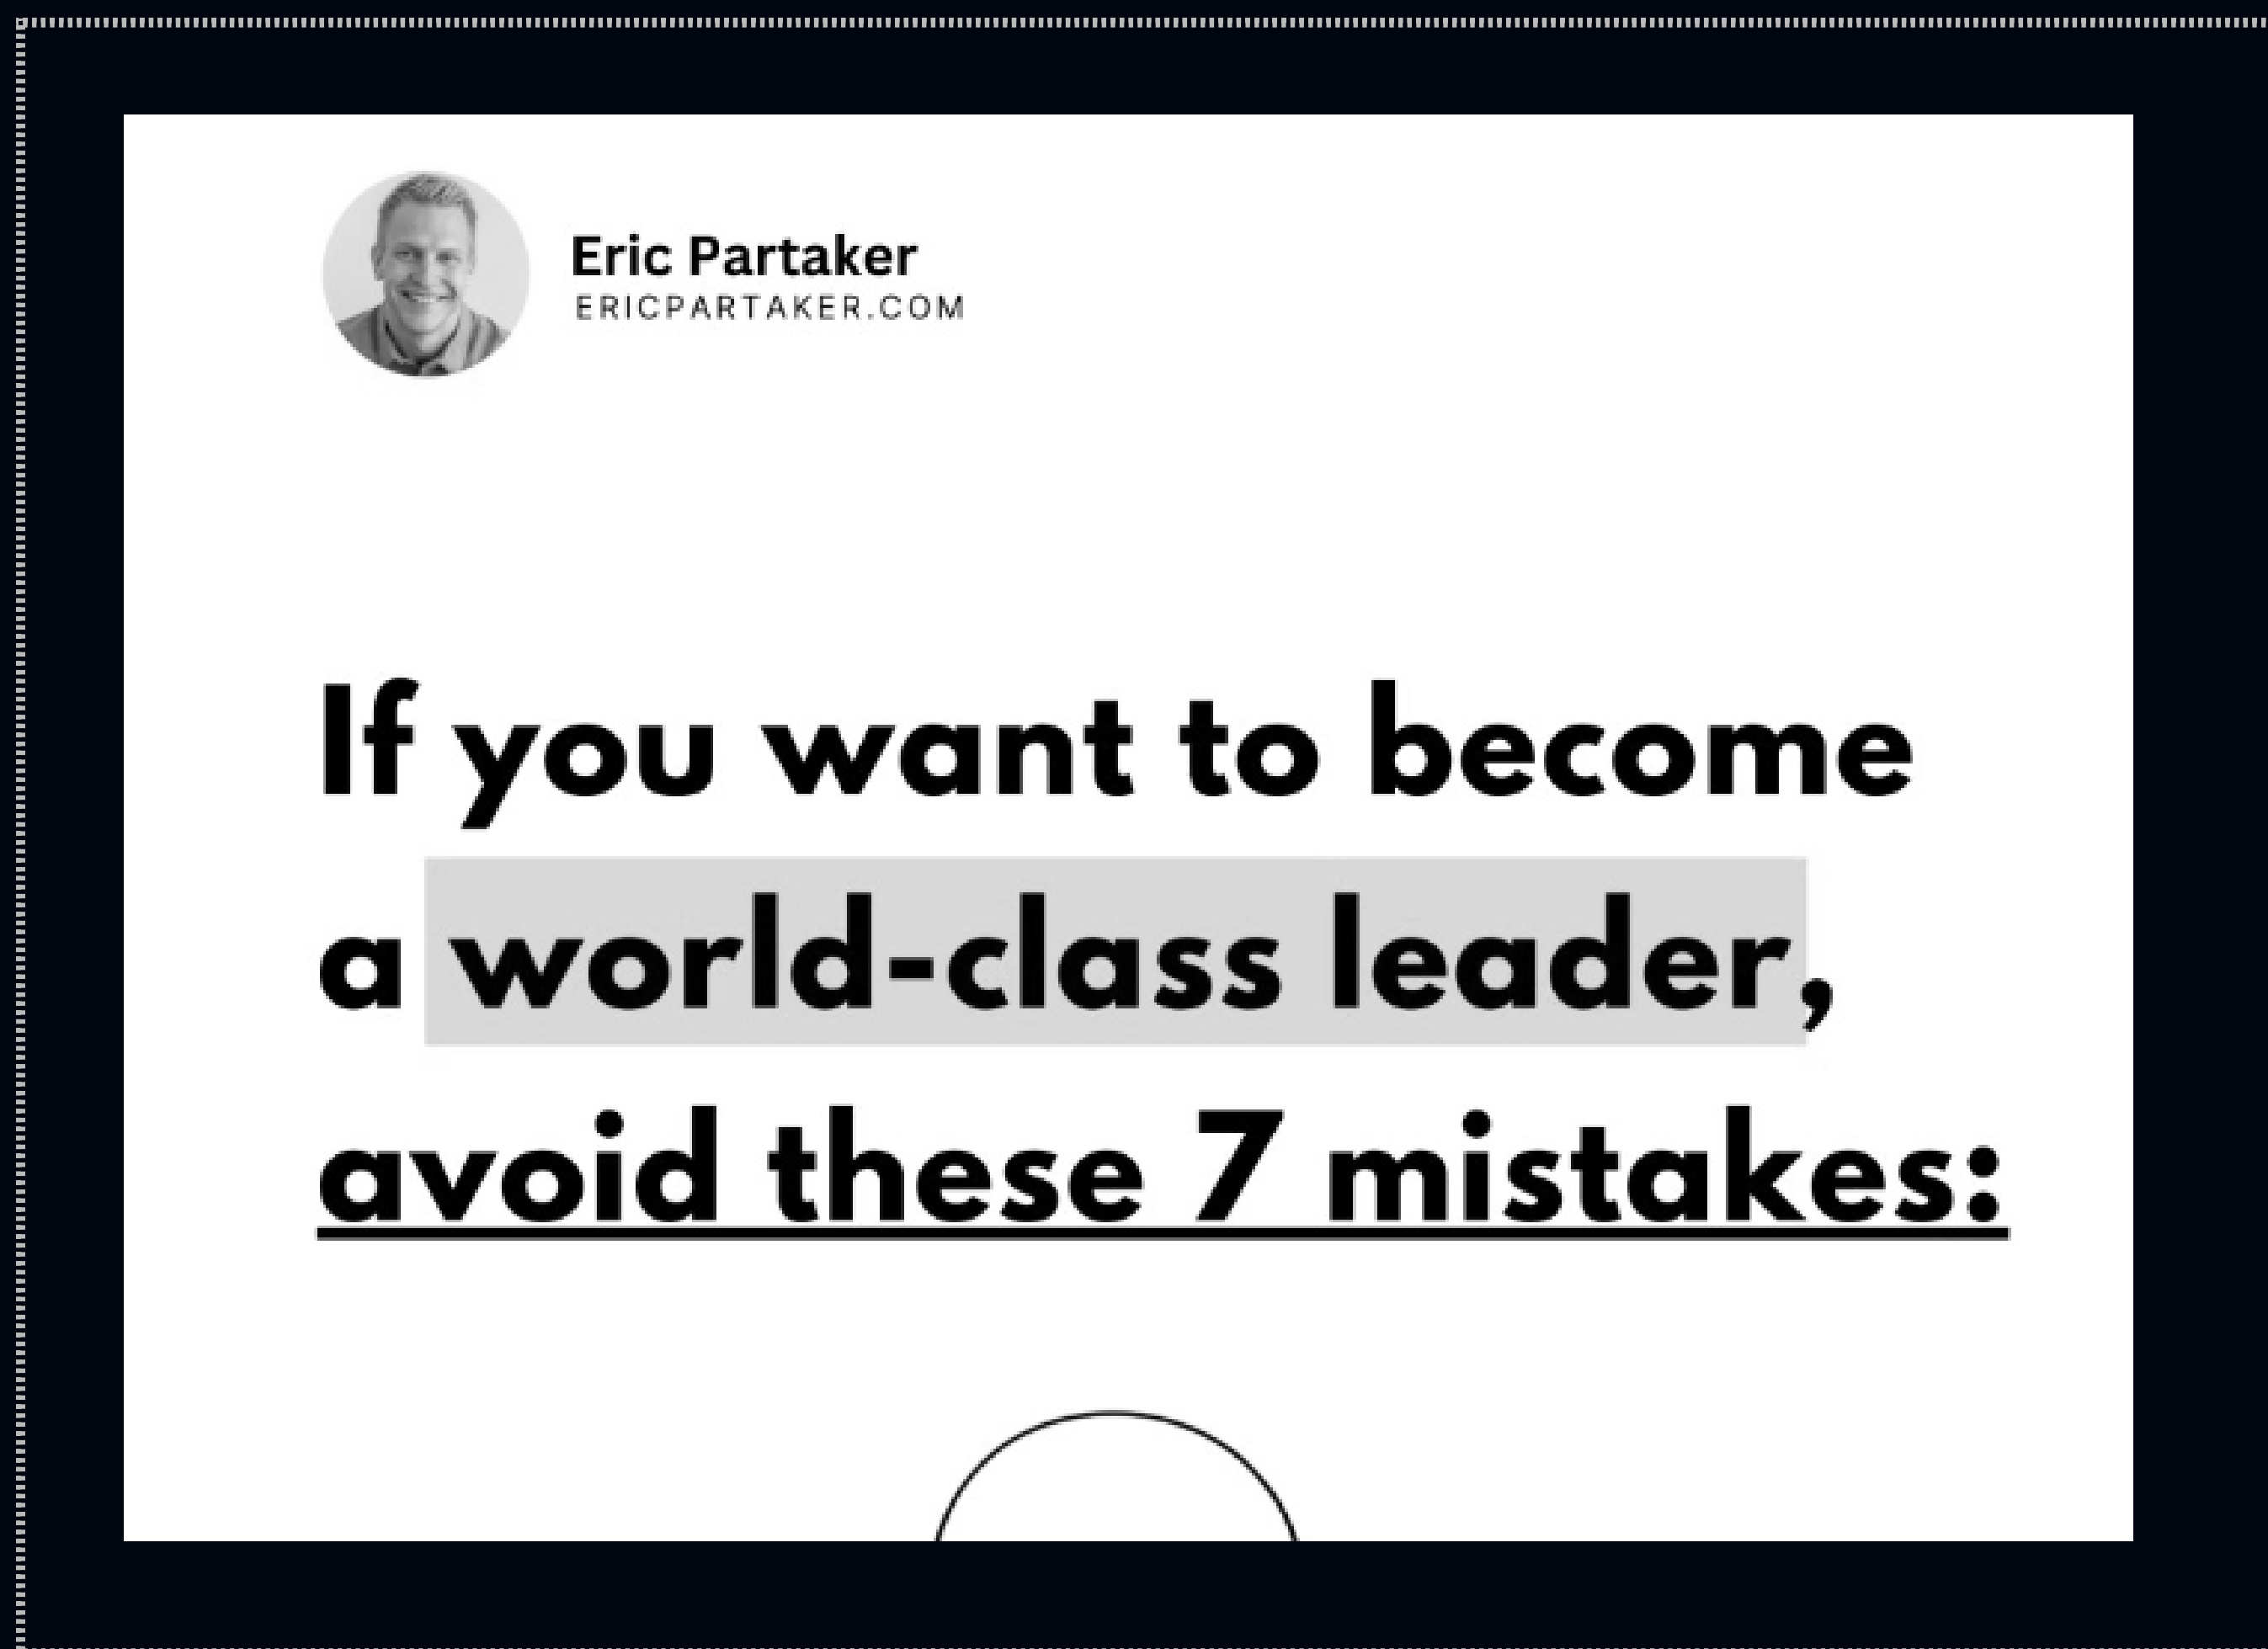 Eric Partaker
ERICPARTAKER.COM
If you want to become
a world-class leader,
avoid these 7 mistakes: